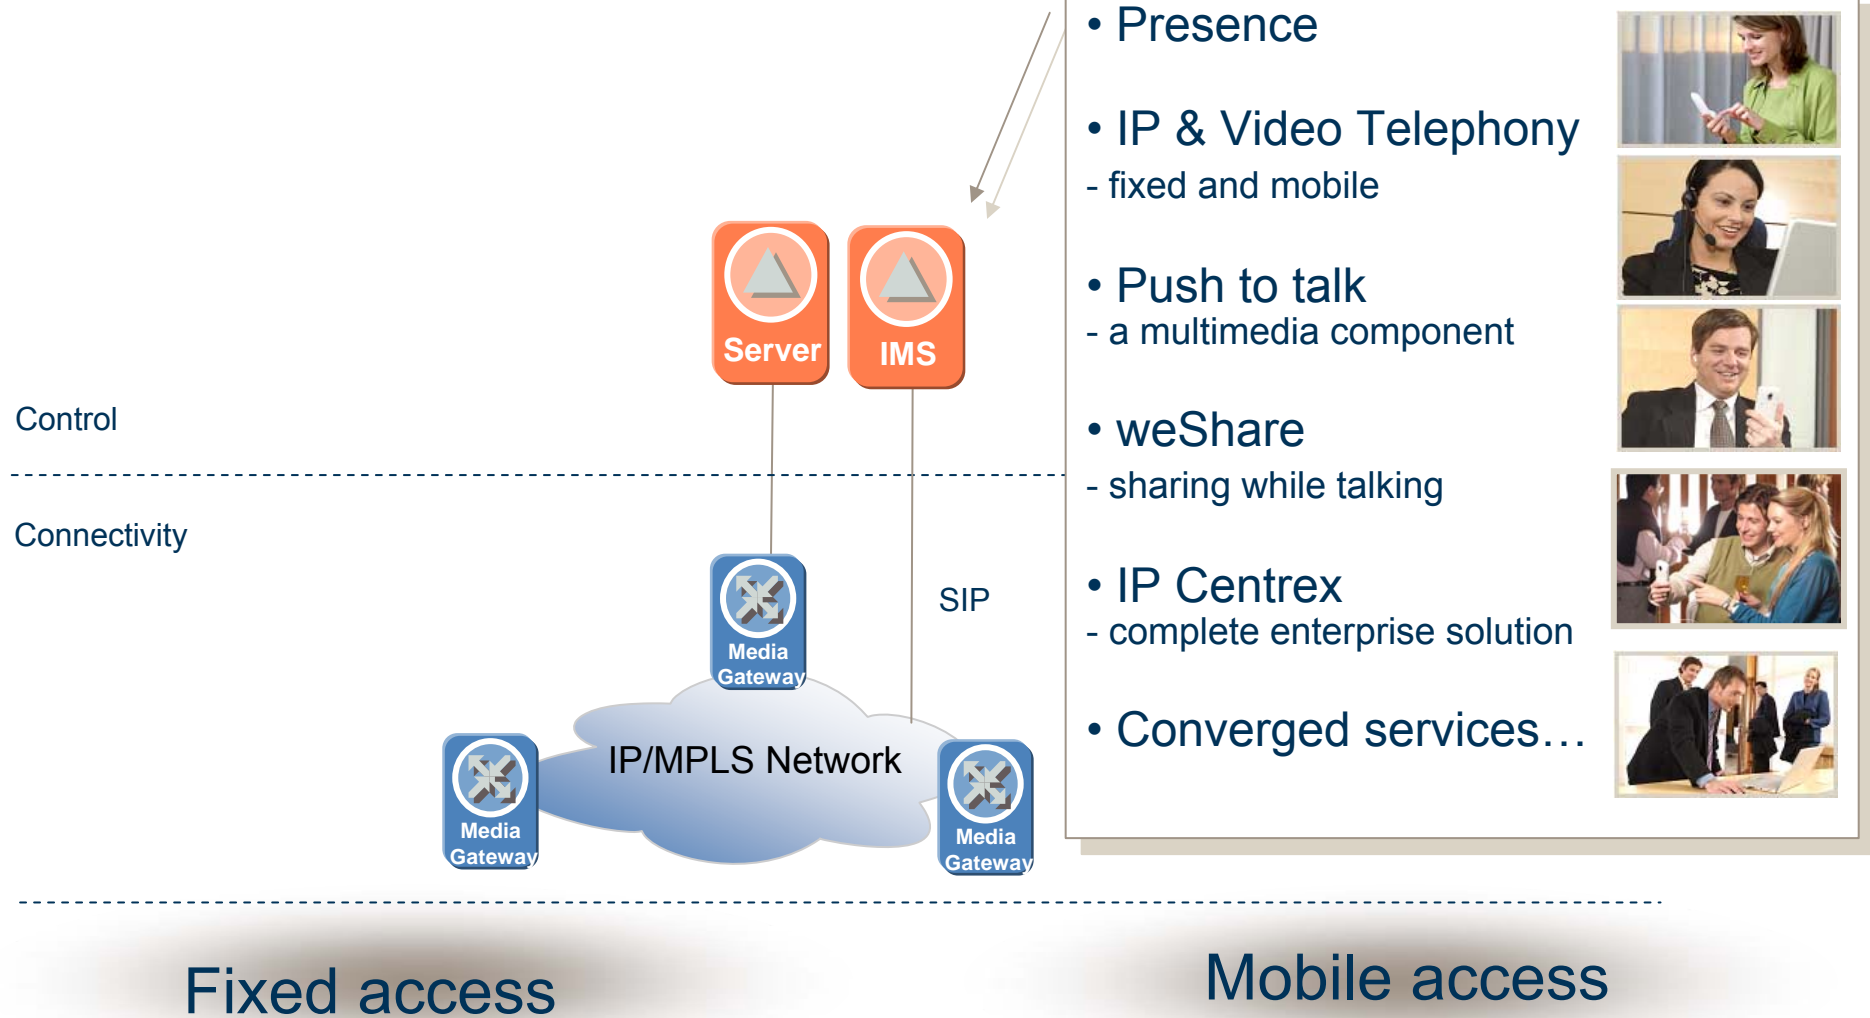 • Presence
• IP & Video Telephony
- fixed and mobile
• Push to talk
- a multimedia component
• weShare
- sharing while talking
• IP Centrex
- complete enterprise solution
• Converged services…
Server
IMS
Control
Connectivity
SIP
Media
Gateway
IP/MPLS Network
Media
Gateway
Media
Gateway
Fixed access
Mobile access